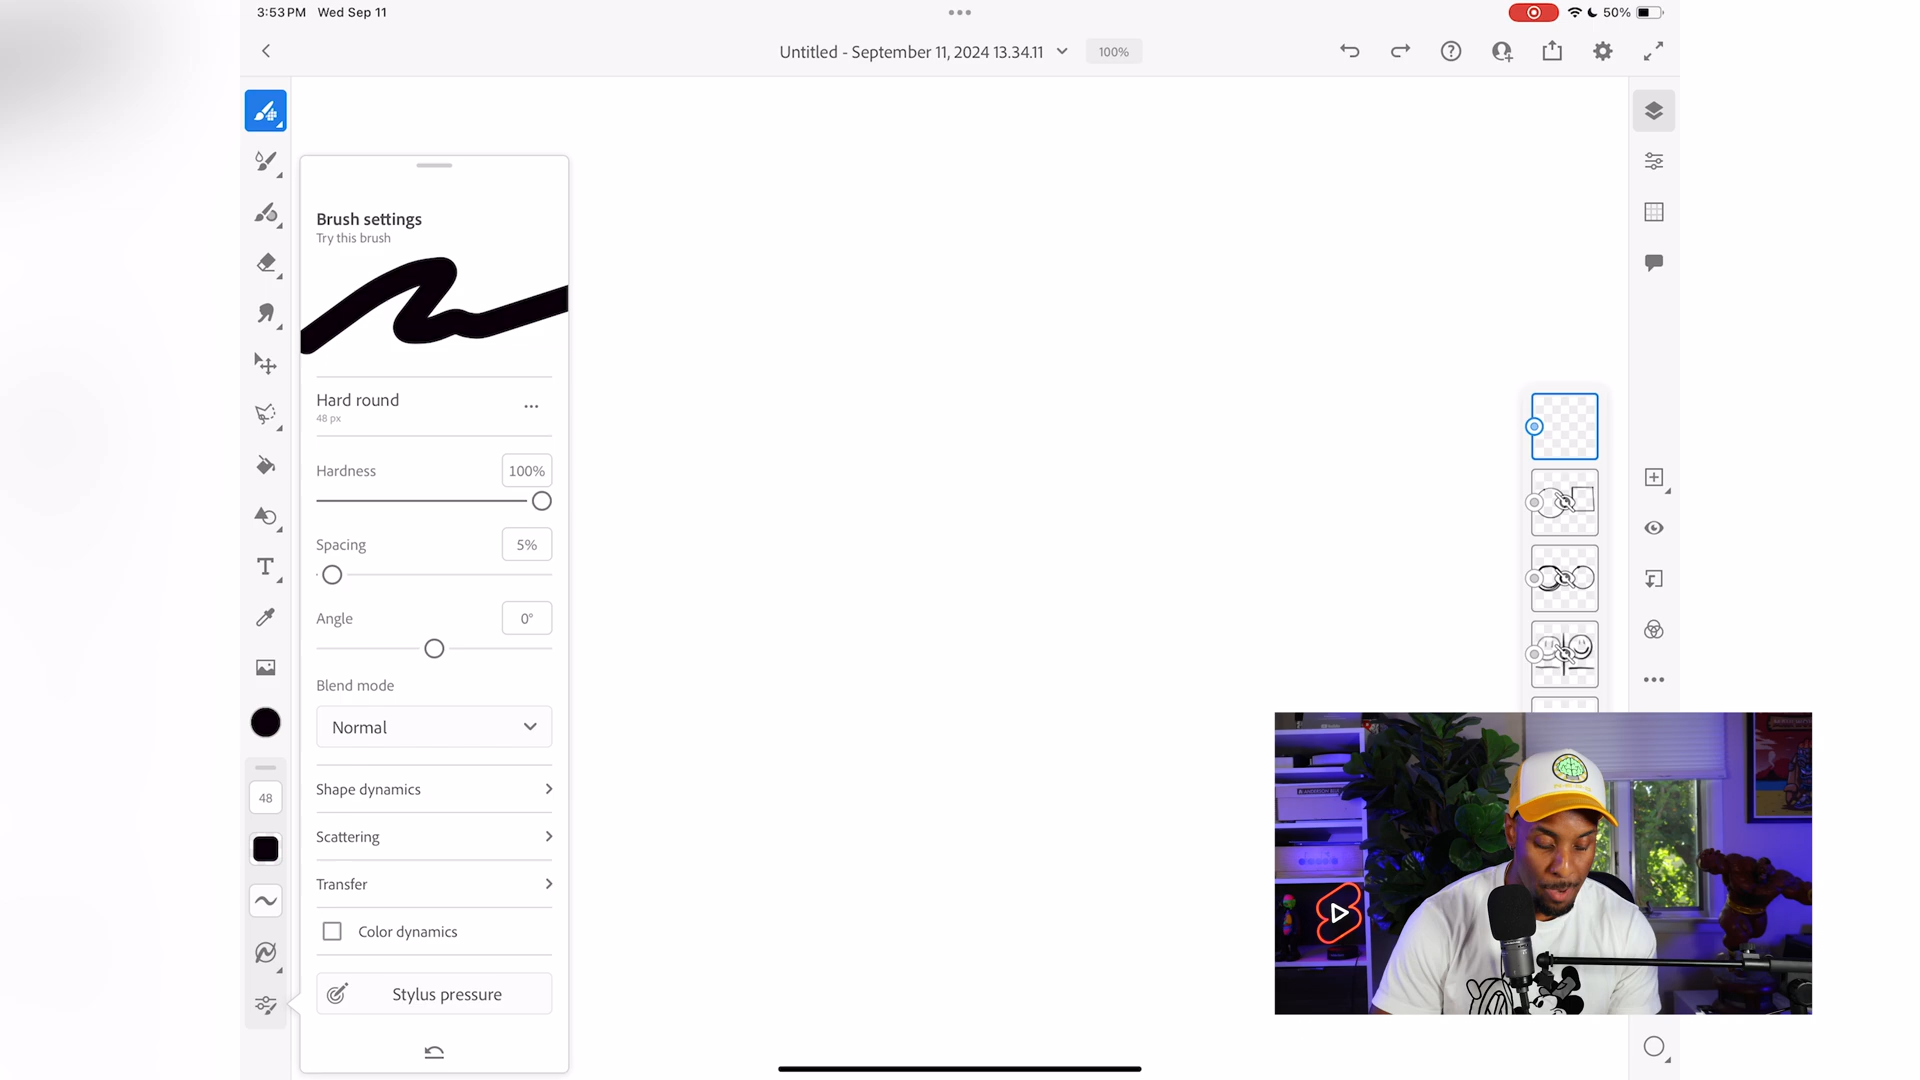 3:53 PM Wed Sep 11
50%
Untitled - September 11, 2024 13.34.11
100%
Brush settings
Try this brush
Hard round
48 px
Hardness
100%
Spacing
5%
Angle
0°
Blend mode
Normal
Shape dynamics
Scattering
Transfer
Color dynamics
Stylus pressure
T
48